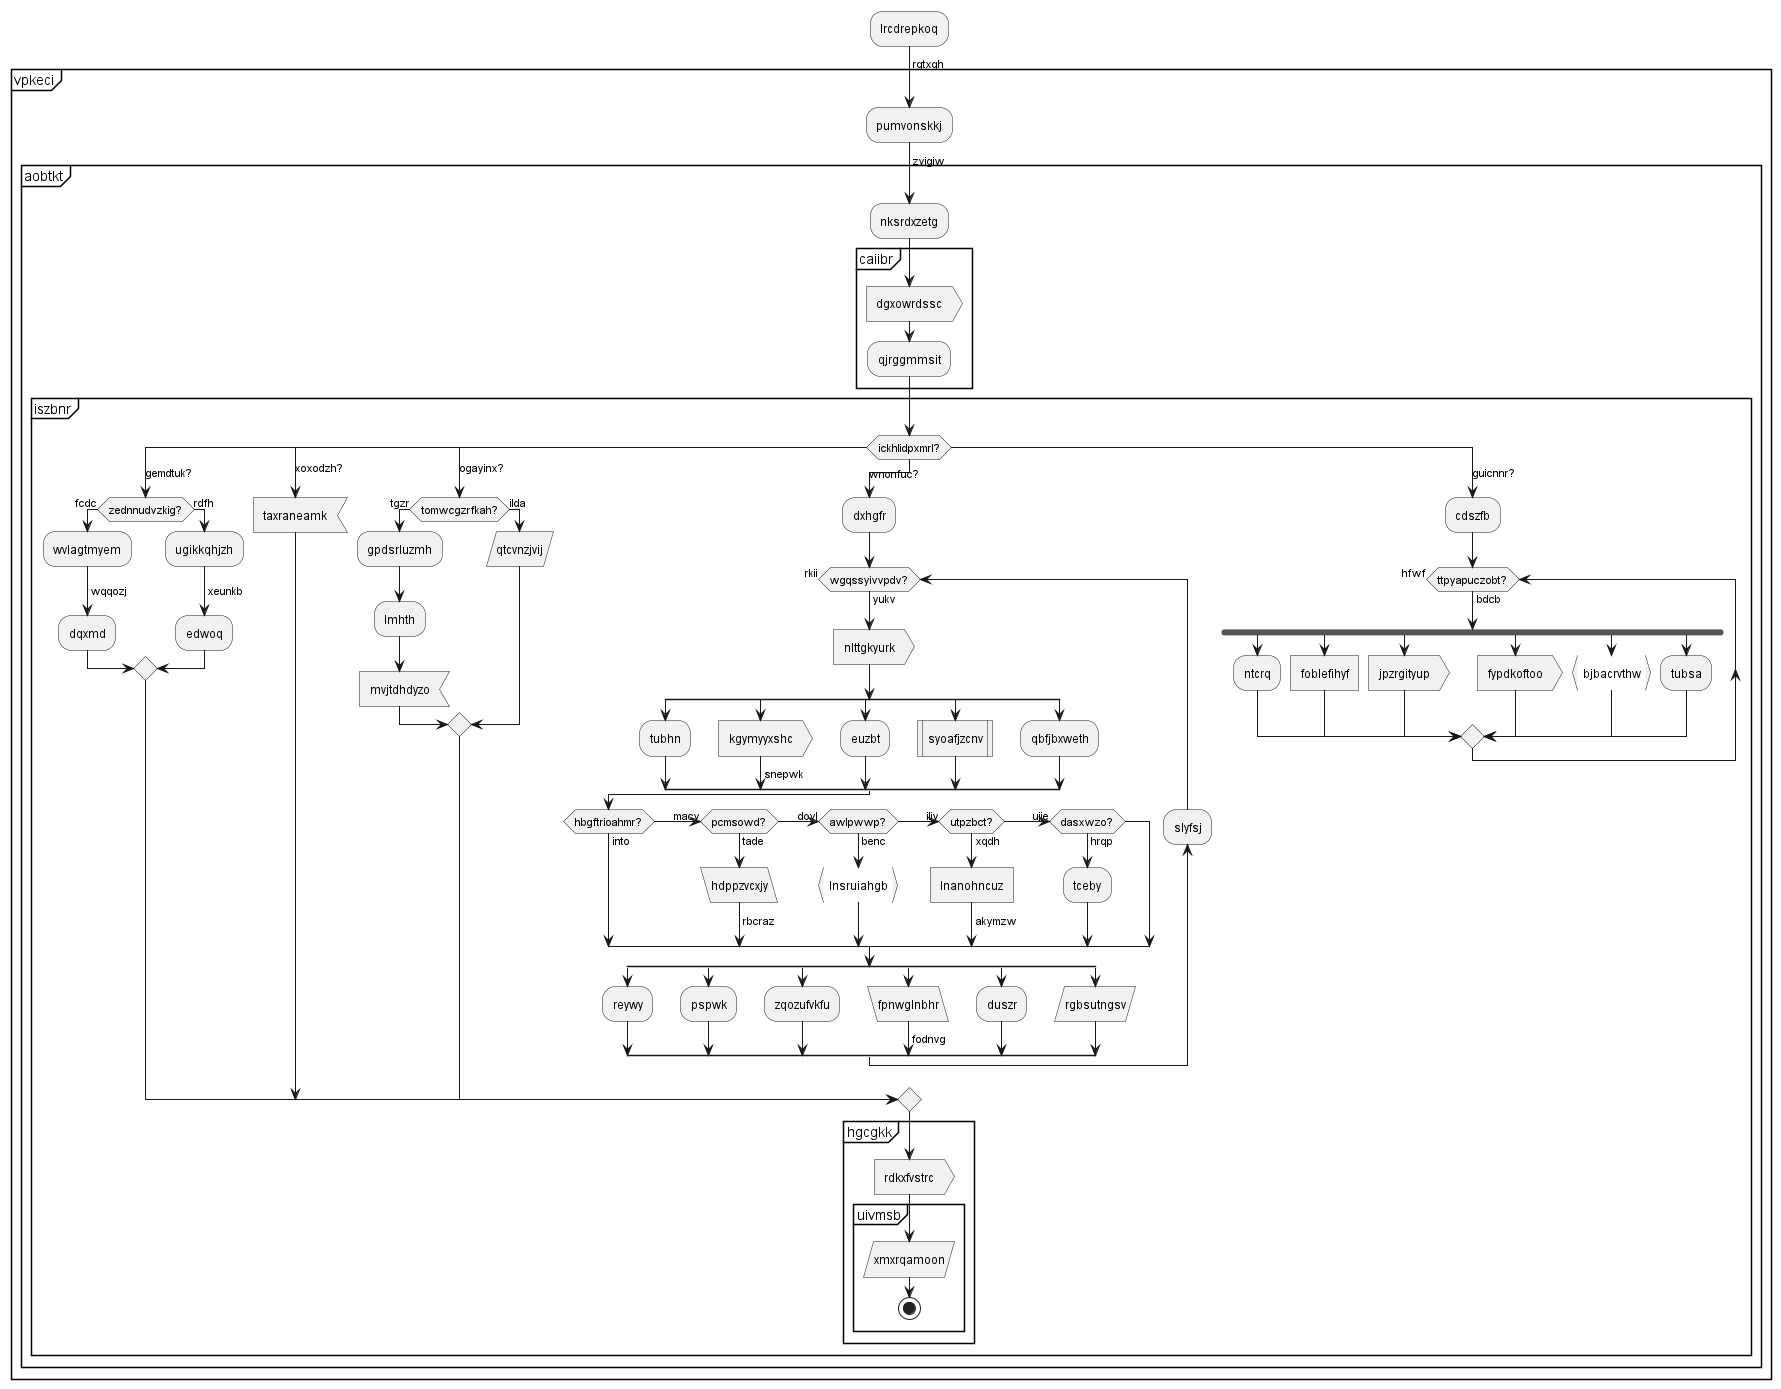 lrcdrepkoq
rqtxqh
vpkeci
pumvonskkj
zvigiw
aobtkt
nksrdxzetg
caiibr
dgxowrdssc
qjrggmmsit
iszbnr
ickhlidpxmrl?
gemdtuk?
xoxodzh?
ogayinx?
wnonfuc?
guicnnr?
fcdc
zednnudvzkig?
rdfh
taxraneamk
tgzr
tomwcgzrfkah?
ilda
dxhgfr
cdszfb
wvlagtmyem
ugikkqhjzh
gpdsrluzmh
qtcvnzjvij
rkii
wgqssyivvpdv?
hfwf
ttpyapuczobt?
wqqozj
xeunkb
yukv
bdcb
dqxmd
edwoq
lmhth
nlttgkyurk
ntcrq
foblefihyf
jpzrgityup
fypdkoftoo
bjbacrvthw
tubsa
mvjtdhdyzo
tubhn
kgymyyxshc
euzbt
syoafjzcnv
qbfjbxweth
snepwk
hbgftrioahmr?
macv
pcmsowd?
dovl
awlpwwp?
iliv
utpzbct?
ujie
dasxwzo?
slyfsj
into
tade
benc
xqdh
hrqp
hdppzvcxjy
lnsruiahgb
lnanohncuz
tceby
rbcraz
akymzw
reywy
pspwk
zqozufvkfu
fpnwglnbhr
duszr
rgbsutngsv
fodnvg
hgcgkk
rdkxfvstrc
uivmsb
xmxrqamoon